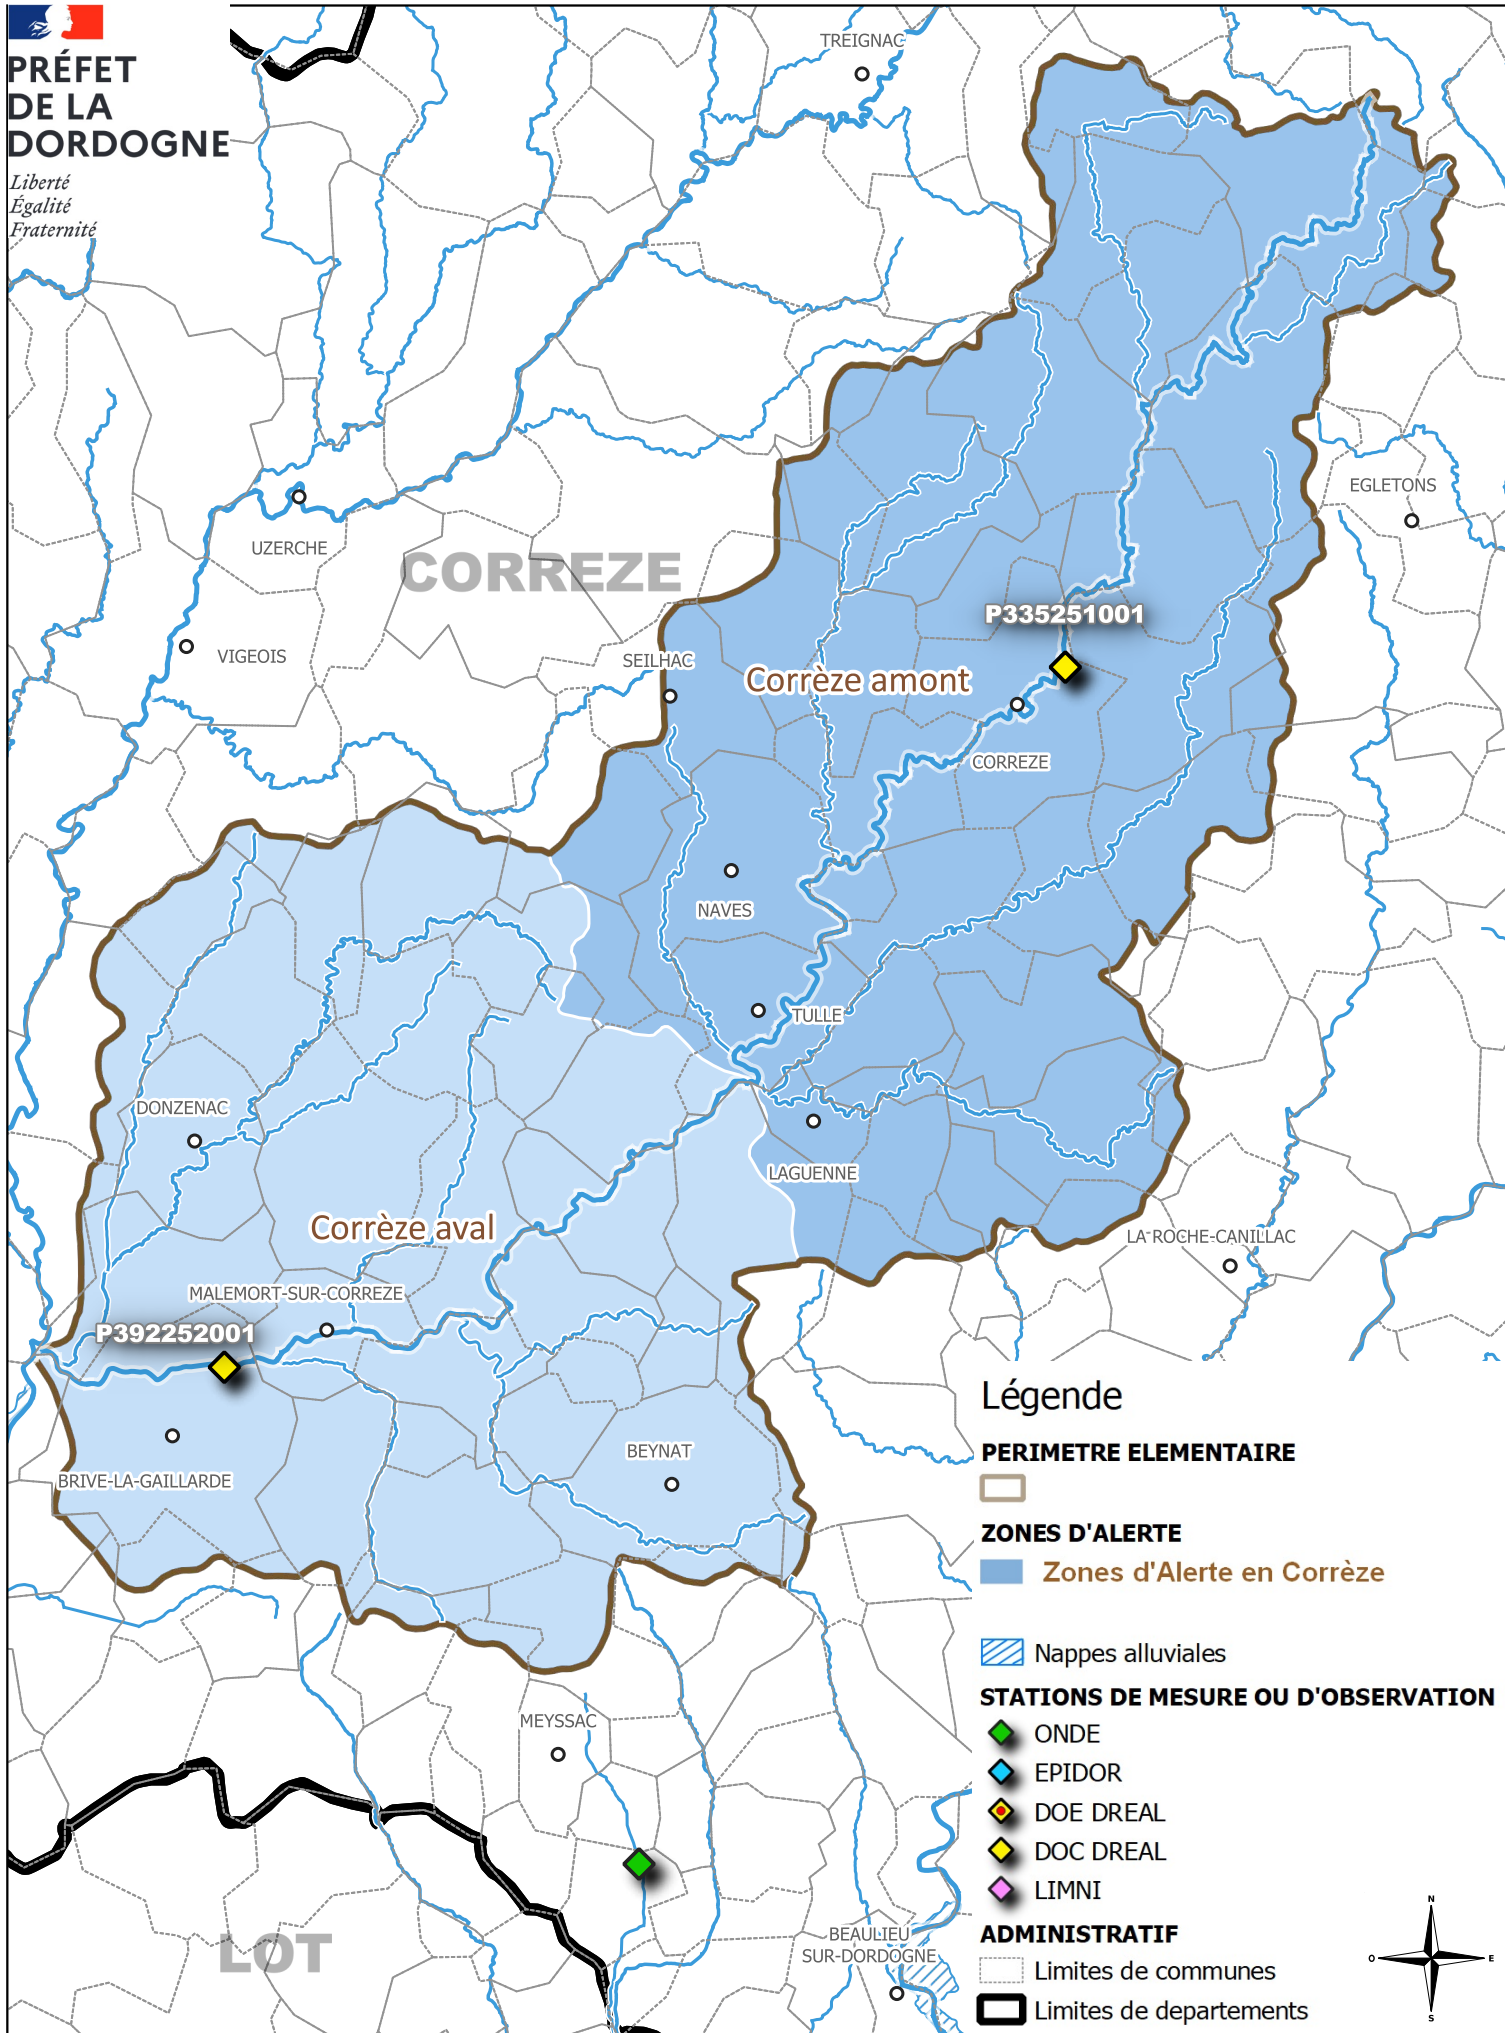 PRÉFET
DE LA
DORDOGNE
Liberté
Égalité
Fraternité
TREIGNAC
EGLETONS
UZERCHE
CORREZE
P335251001
VIGEOIS
SEILHAC
Corrèze amont
CORREZE
NAVES
TULLE
DONZENAC
LAGUENNE
Corrèze aval
LA-ROCHE-CANILLAC
MALEMORT-SUR-CORREZE
P392252001
BEYNAT
BRIVE-LA-GAILLARDE
MEYSSAC
LOT
BEAULIEU
SUR-DORDOGNE
Légende
PERIMETRE ELEMENTAIRE
ZONES D'ALERTE
Zones d'Alerte en Corrèze
Nappes alluviales
STATIONS DE MESURE OU D'OBSERVATION
ONDE
EPIDOR
DOE DREAL
DOC DREAL
LIMNI
ADMINISTRATIF
Limites de communes
Limites de departements
N
O
E
S